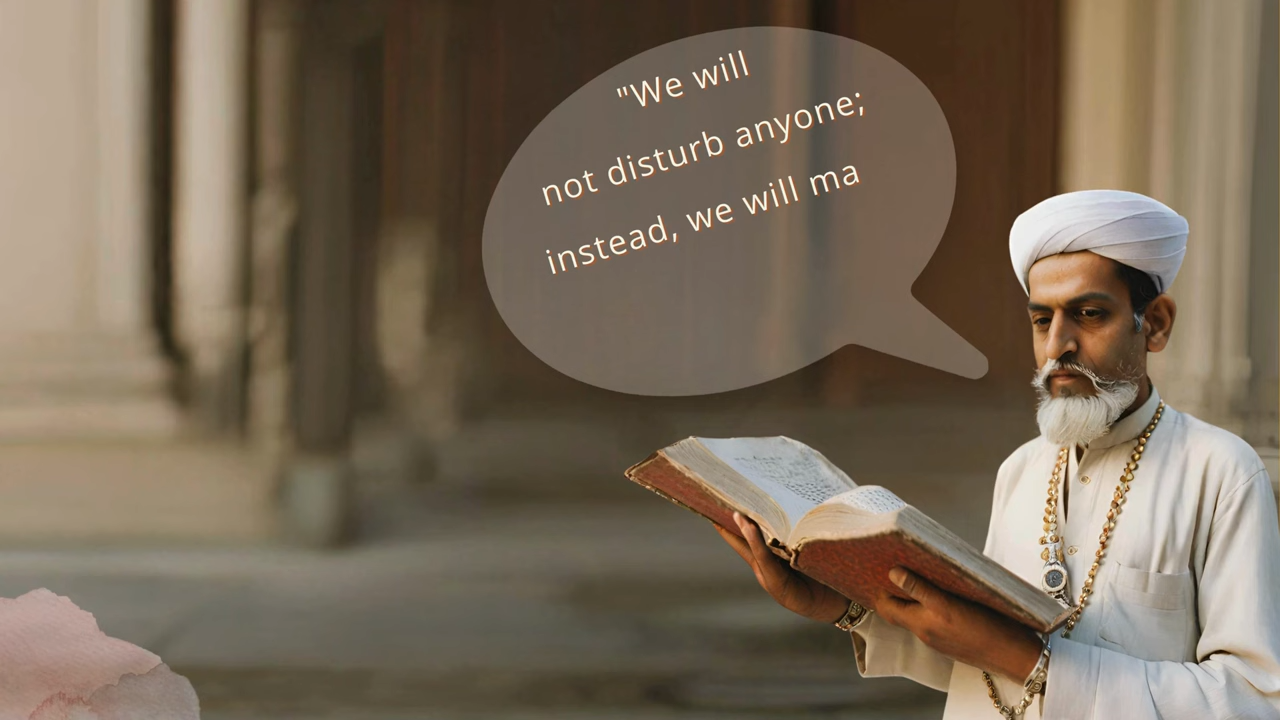 "We will
not disturb anyone;
instead, we will ma